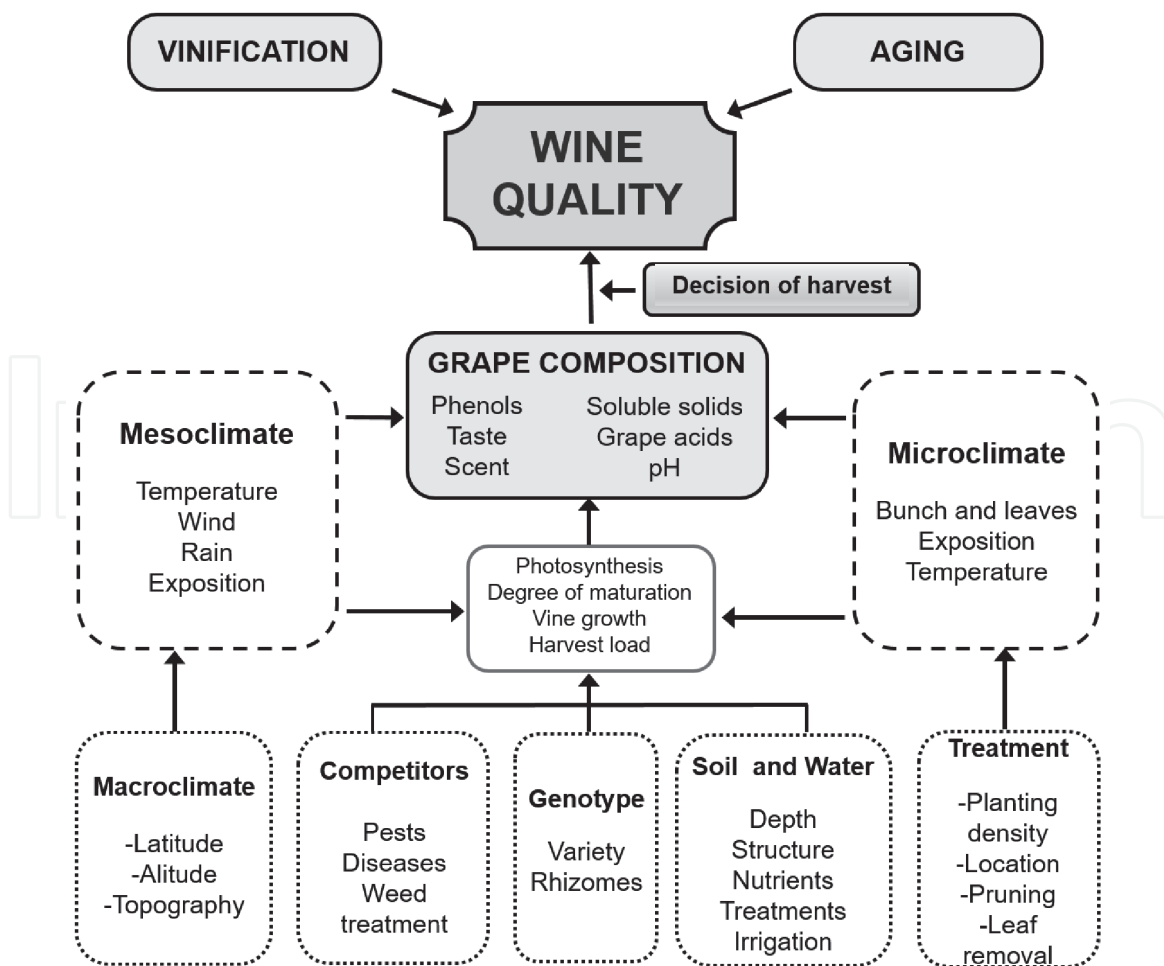 VINIFICATION
AGING
WINE
QUALITY
Decision of harvest
GRAPE COMPOSITION
Phenols
Taste
Scent
Soluble solids
Grape acids
pH
Mesoclimate
Temperature
Wind
Rain
Exposition
Microclimate
Bunch and leaves
Exposition
Temperature
Photosynthesis
Degree of maturation
Vine growth
Harvest load
Macroclimate
-Latitude
-Alitude
-Topography
Competitors
Pests
Diseases
Weed
treatment
Genotype
Variety
Rhizomes
Soil and Water
Depth
Structure
Nutrients
Treatments
Irrigation
Treatment
-Planting
density
-Location
-Pruning
-Leaf
removal